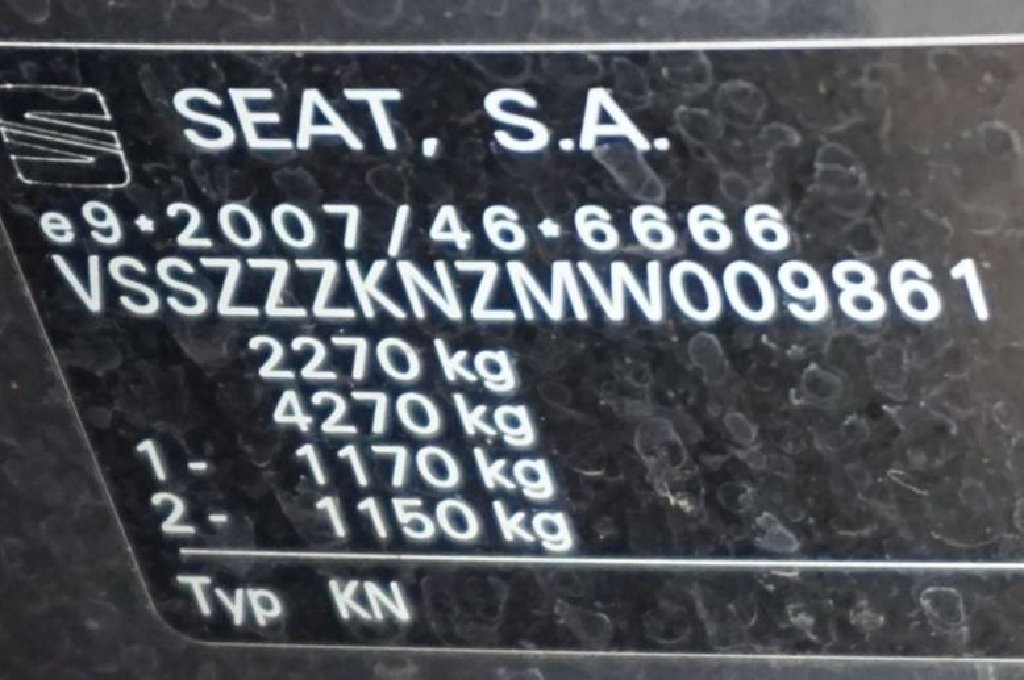 SEAT, S.A.
e9*2007/46*6666
VSSZZZKNZMW009861
2270 kg
4270 kg
1- 1170 kg
2- 1150 kg
Typ KN